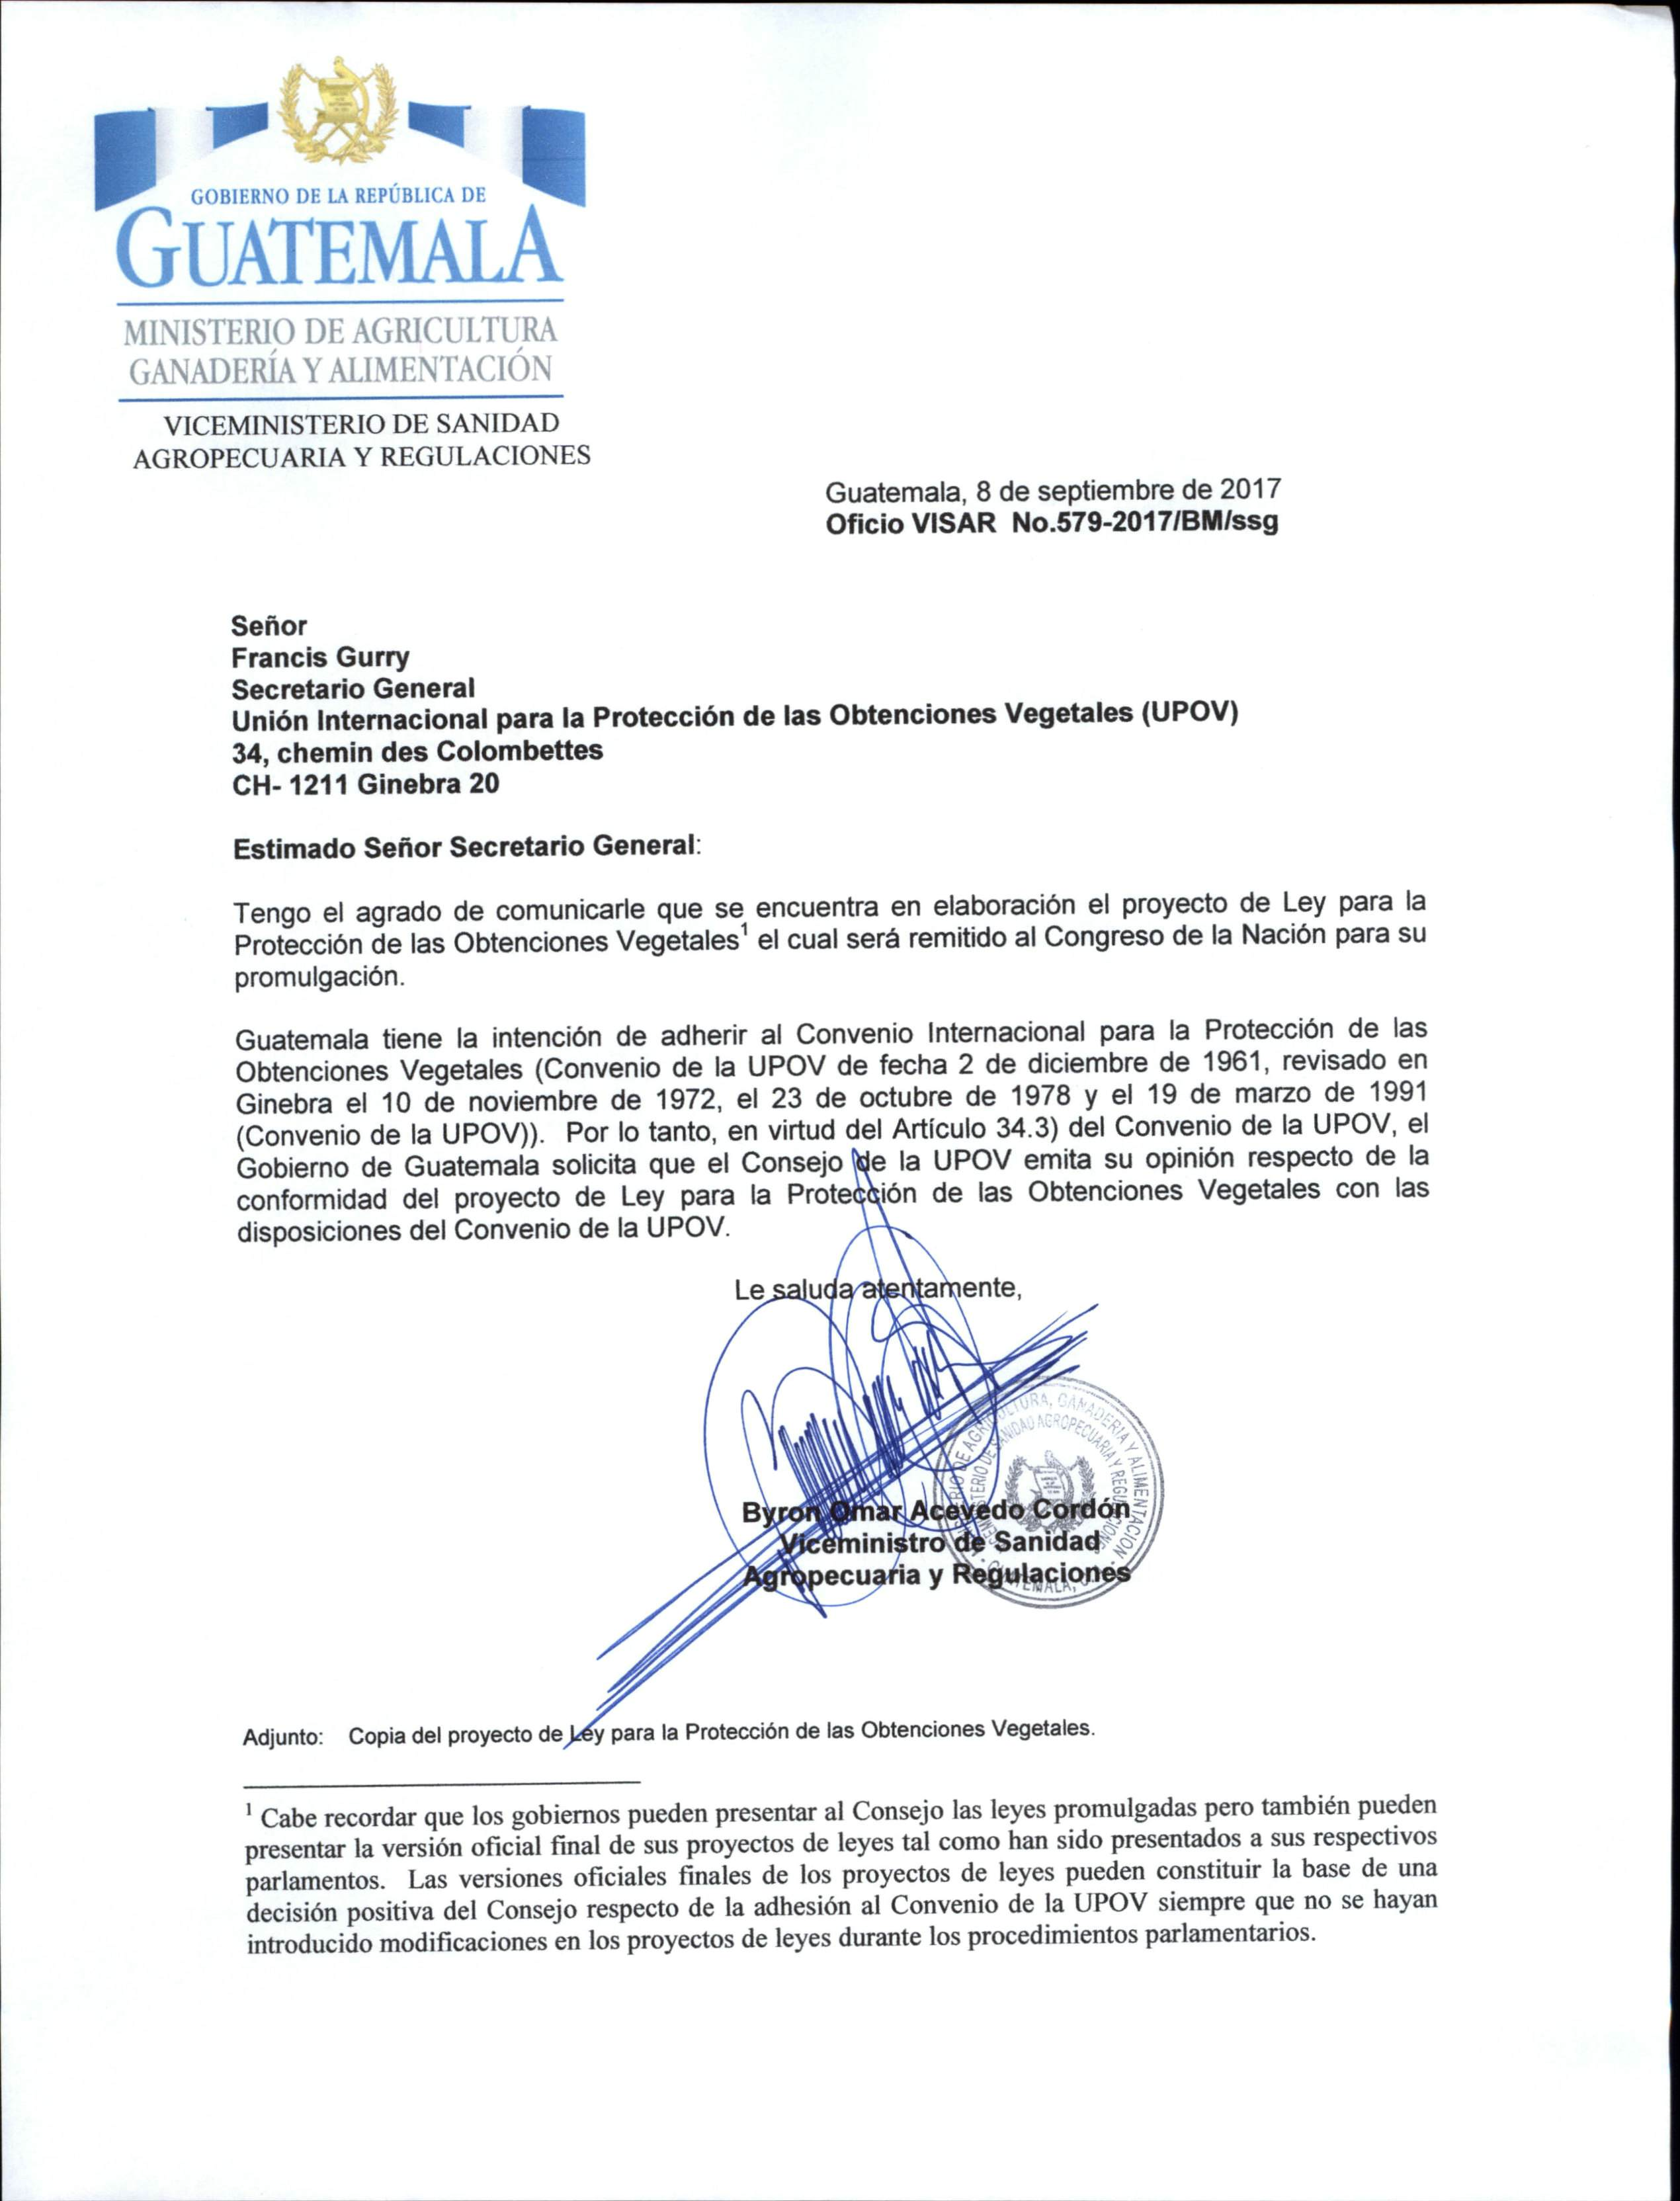 GOBIERNO DE LA REPÚBLICA DE
GUATEMALA
MINISTERIO DE AGRICULTURA
GANADERÍA Y ALIMENTACIÓN
VICEMINISTERIO DE SANIDAD
AGROPECUARIA Y REGULACIONES
Guatemala, 8 de septiembre de 2017
Oficio VISAR No.579-2017/BM/ssg
Señor
Francis Gurry
Secretario General
Unión Internacional para la Protección de las Obtenciones Vegetales (UPOV)
34, chemin des Colombettes
CH- 1211 Ginebra 20
Estimado Señor Secretario General:
Tengo el agrado de comunicarle que se encuentra en elaboración el proyecto de Ley para la
Protección de las Obtenciones Vegetales¹ el cual será remitido al Congreso de la Nación para su
promulgación.
Guatemala tiene la intención de adherir al Convenio Internacional para la Protección de las
Obtenciones Vegetales (Convenio de la UPOV de fecha 2 de diciembre de 1961, revisado en
Ginebra el 10 de noviembre de 1972, el 23 de octubre de 1978 y el 19 de marzo de 1991
(Convenio de la UPOV)). Por lo tanto, en virtud del Artículo 34.3) del Convenio de la UPOV, el
Gobierno de Guatemala solicita que el Consejo de la UPOV emita su opinión respecto de la
conformidad del proyecto de Ley para la Protección de las Obtenciones Vegetales con las
disposiciones del Convenio de la UPOV.
Le saluda atentamente,
Byron Omar Acevedo Cordón
Viceministro de Sanidad
Agropecuaria y Regulaciones
GANADERIA Y ALIMENTACION
AGROPECUARIA Y
Adjunto: Copia del proyecto de Ley para la Protección de las Obtenciones Vegetales.
¹ Cabe recordar que los gobiernos pueden presentar al Consejo las leyes promulgadas pero también pueden
presentar la versión oficial final de sus proyectos de leyes tal como han sido presentados a sus respectivos
parlamentos. Las versiones oficiales finales de los proyectos de leyes pueden constituir la base de una
decisión positiva del Consejo respecto de la adhesión al Convenio de la UPOV siempre que no se hayan
introducido modificaciones en los proyectos de leyes durante los procedimientos parlamentarios.